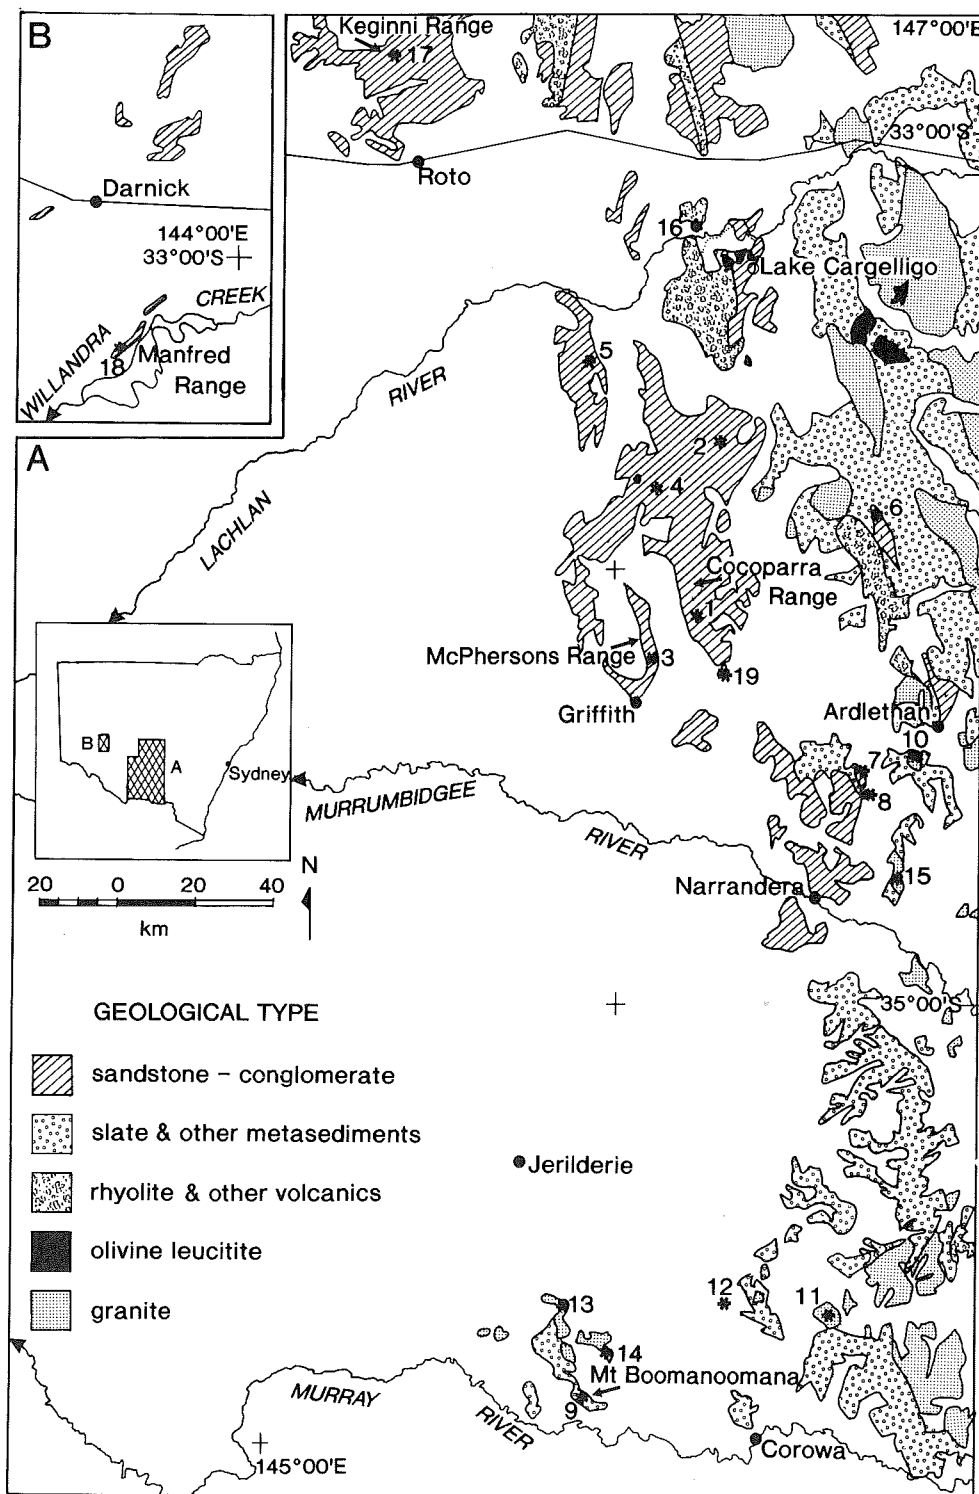 B
Keginni Range
17
147°00'E
33°00'S
Roto
Darnick
144°00'E
33°00'S
CREEK
WILLANDRA
18
Manfred
Range
16
Lake Cargelligo
5
RIVER
LACHLAN
2
4
6
A
Cocoparra
Range
1
McPhersons Range
3
19
Griffith
Ardlethan
10
7
8
B
A
Sydney
MURRUMBIDGEE
RIVER
15
Narrandera
N
20 0 20 40
km
35°00'S
GEOLOGICAL TYPE
sandstone – conglomerate
slate & other metasediments
rhyolite & other volcanics
olivine leucitite
granite
Jerilderie
12
11
13
14
Mt Boomanoomana
9
MURRAY
RIVER
Corowa
145°00'E